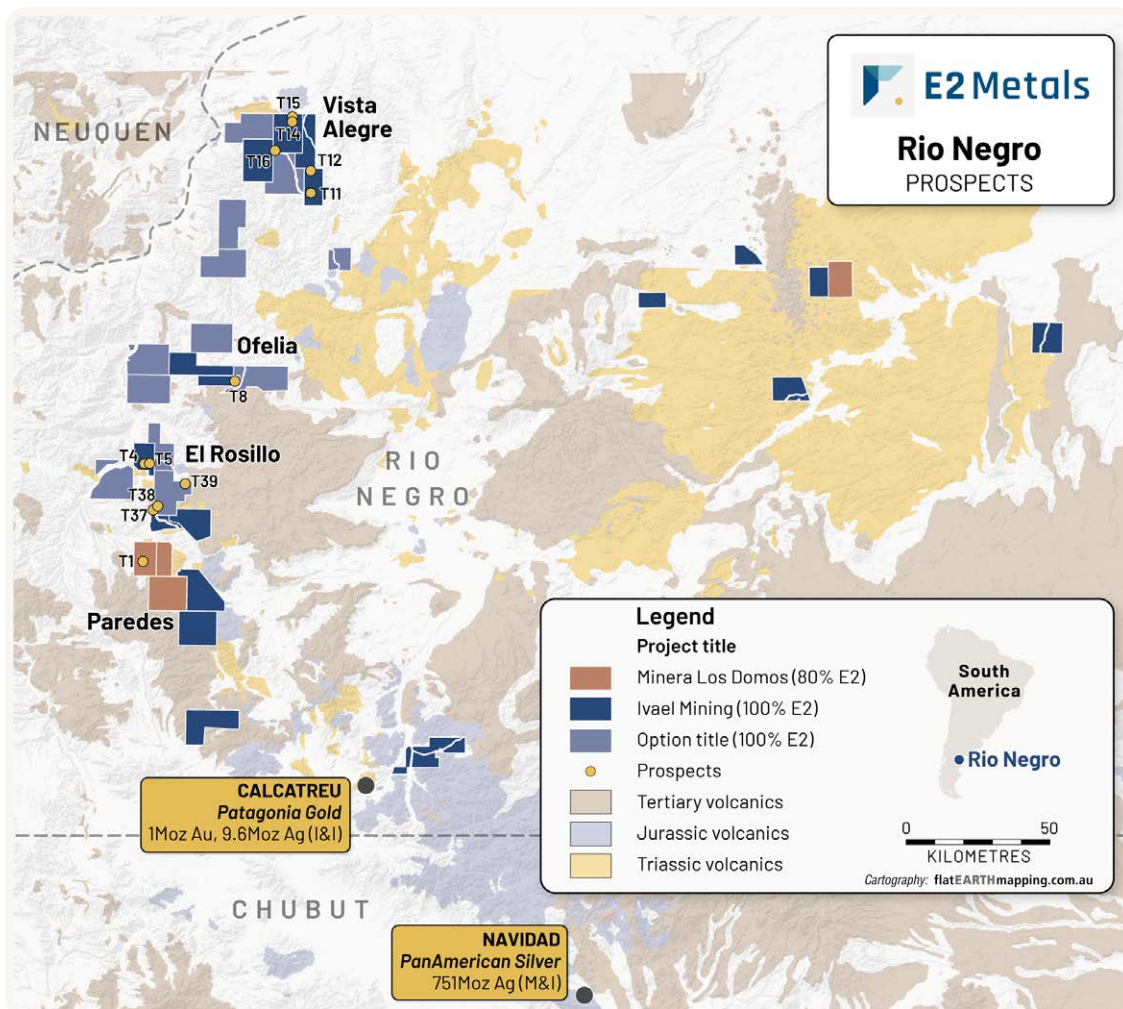 E2 Metals
Rio Negro
PROSPECTS
NEUQUEN
T15
Vista
Alegre
T14
T16
T12
T11
Ofelia
T8
El Rosillo
T4
T5
T39
T38
T37
RIO
NEGRO
T1
Paredes
CALCATREU
Patagonia Gold
1Moz Au, 9.6Moz Ag (I&I)
CHUBUT
NAVIDAD
PanAmerican Silver
751Moz Ag (M&I)
Legend
Project title
Minera Los Domos (80% E2)
Ivael Mining (100% E2)
Option title (100% E2)
Prospects
Tertiary volcanics
Jurassic volcanics
Triassic volcanics
South
America
Rio Negro
0 50
KILOMETRES
Cartography: flatEARTHmapping.com.au